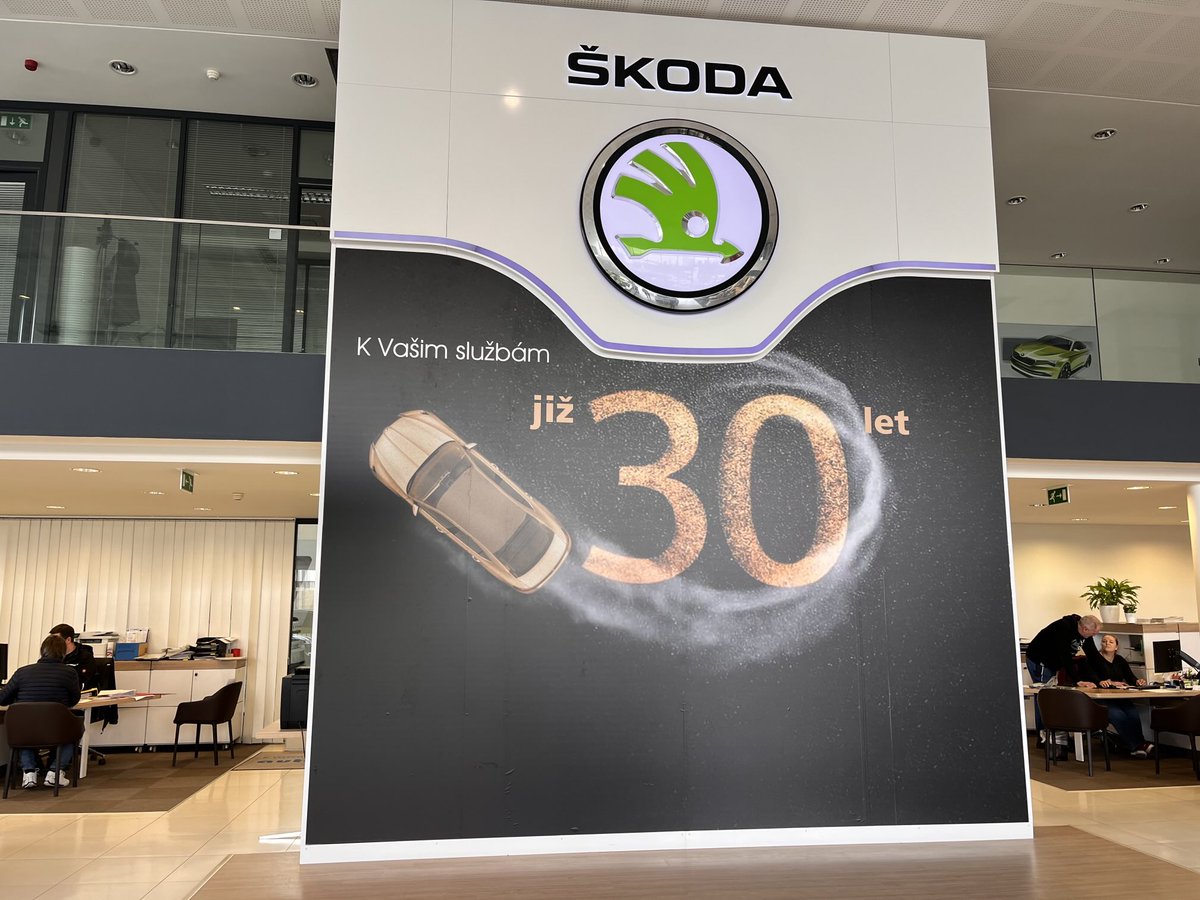 ŠKODA
K Vašim službám
již 30 let